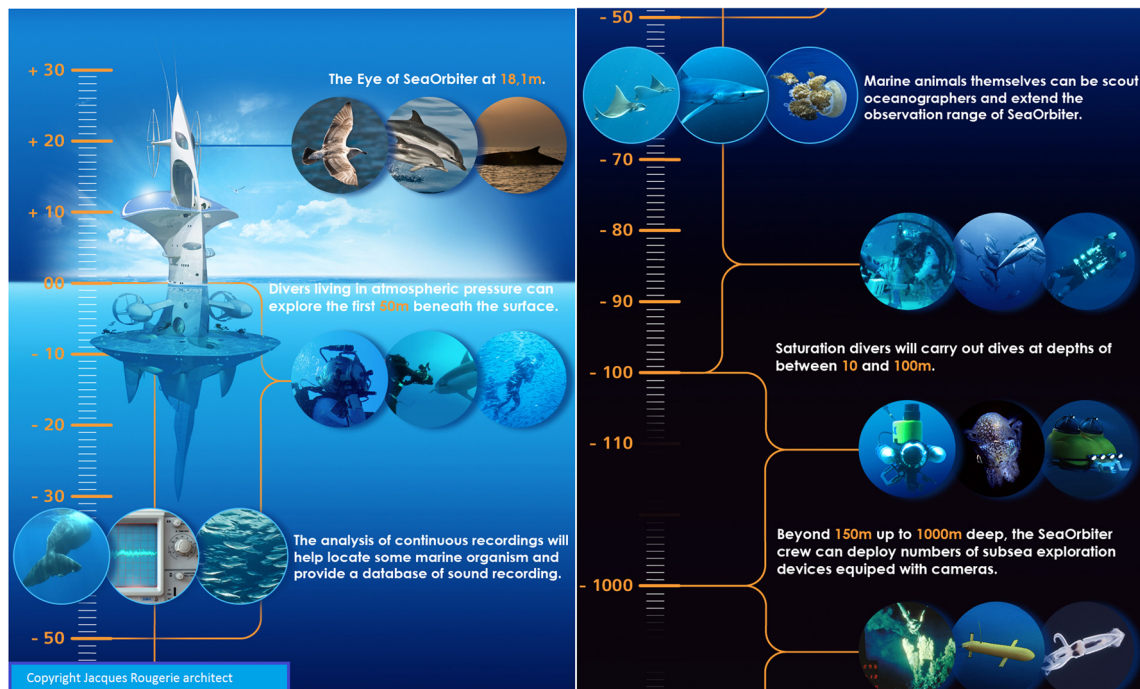 + 30
The Eye of SeaOrbiter at 18,1m.
+ 20
+ 10
00
Divers living in atmospheric pressure can
explore the first 50m beneath the surface.
- 10
- 20
- 30
The analysis of continuous recordings will
help locate some marine organism and
provide a database of sound recording.
- 50
Copyright Jacques Rougerie architect
- 50
Marine animals themselves can be scout
oceanographers and extend the
observation range of SeaOrbiter.
- 70
- 80
- 90
Saturation divers will carry out dives at depths of
between 10 and 100m.
- 100
- 110
Beyond 150m up to 1000m deep, the SeaOrbiter
crew can deploy numbers of subsea exploration
devices equiped with cameras.
- 1000